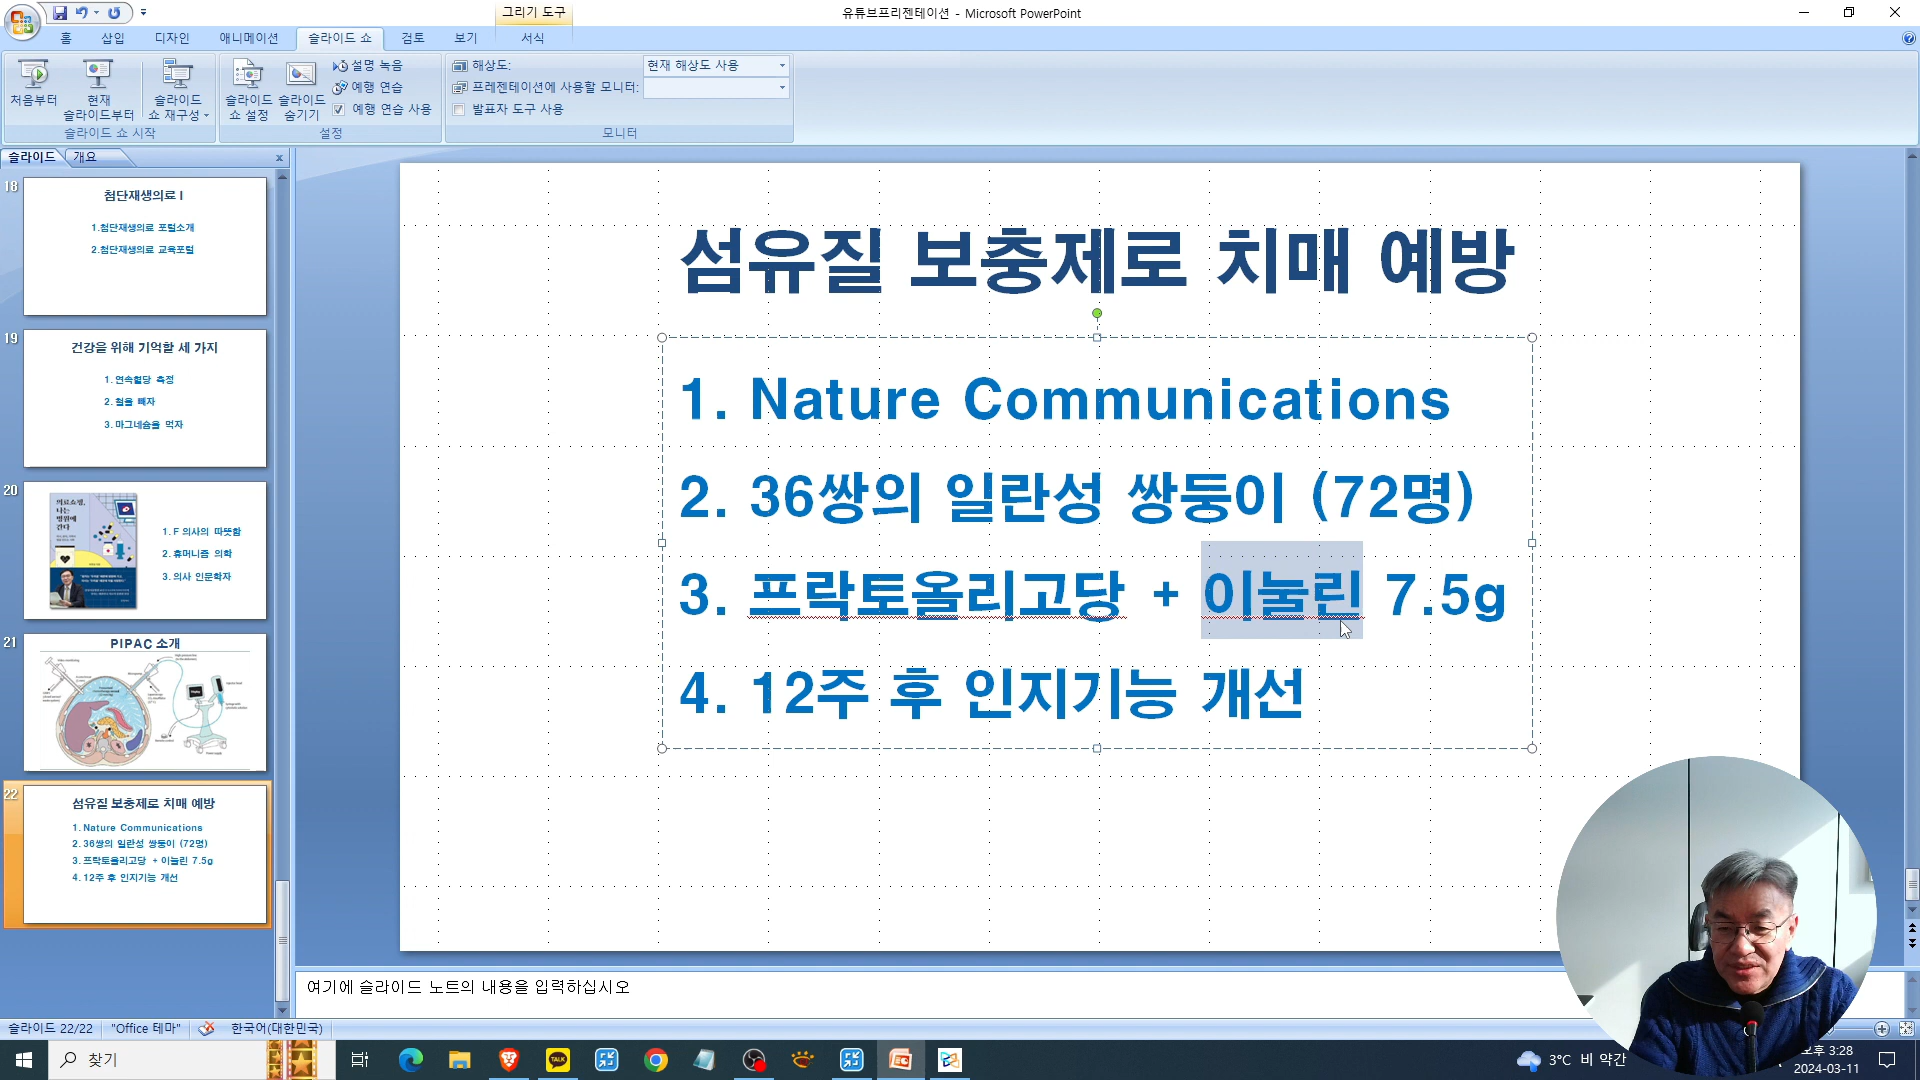 그리기 도구
유튜브프리젠테이션 - Microsoft PowerPoint
홈 삽입 디자인 애니메이션 슬라이드 쇼 검토 보기 서식
처음부터
현재 슬라이드부터
슬라이드 쇼 재구성
슬라이드 쇼 시작
슬라이드 쇼 설정
슬라이드 숨기기
설명 녹음
예행 연습
예행 연습 사용
설정
해상도: 현재 해상도 사용
프레젠테이션에 사용할 모니터:
발표자 도구 사용
모니터
슬라이드 개요
18
첨단재생의료 I
1.첨단재생의료 포털소개
2.첨단재생의료 교육포털
19
건강을 위해 기억할 세 가지
1. 연속혈당 측정
2. 첨을 빼자
3. 마그네슘을 먹자
20
의료쇼핑,
나는
병원에
간다
1. F 의사의 따뜻함
2. 휴머니즘 의학
3. 의사 인문학자
21
PIPAC 소개
22
섬유질 보충제로 치매 예방
1. Nature Communications
2. 36쌍의 일란성 쌍둥이 (72명)
3. 프락토올리고당 + 이눌린 7.5g
4. 12주 후 인지기능 개선
섬유질 보충제로 치매 예방
1. Nature Communications
2. 36쌍의 일란성 쌍둥이 (72명)
3. 프락토올리고당 + 이눌린 7.5g
4. 12주 후 인지기능 개선
여기에 슬라이드 노트의 내용을 입력하십시오
슬라이드 22/22 "Office 테마" 한국어(대한민국)
찾기
TALK
3°C 비 약간
오후 3:28
2024-03-11